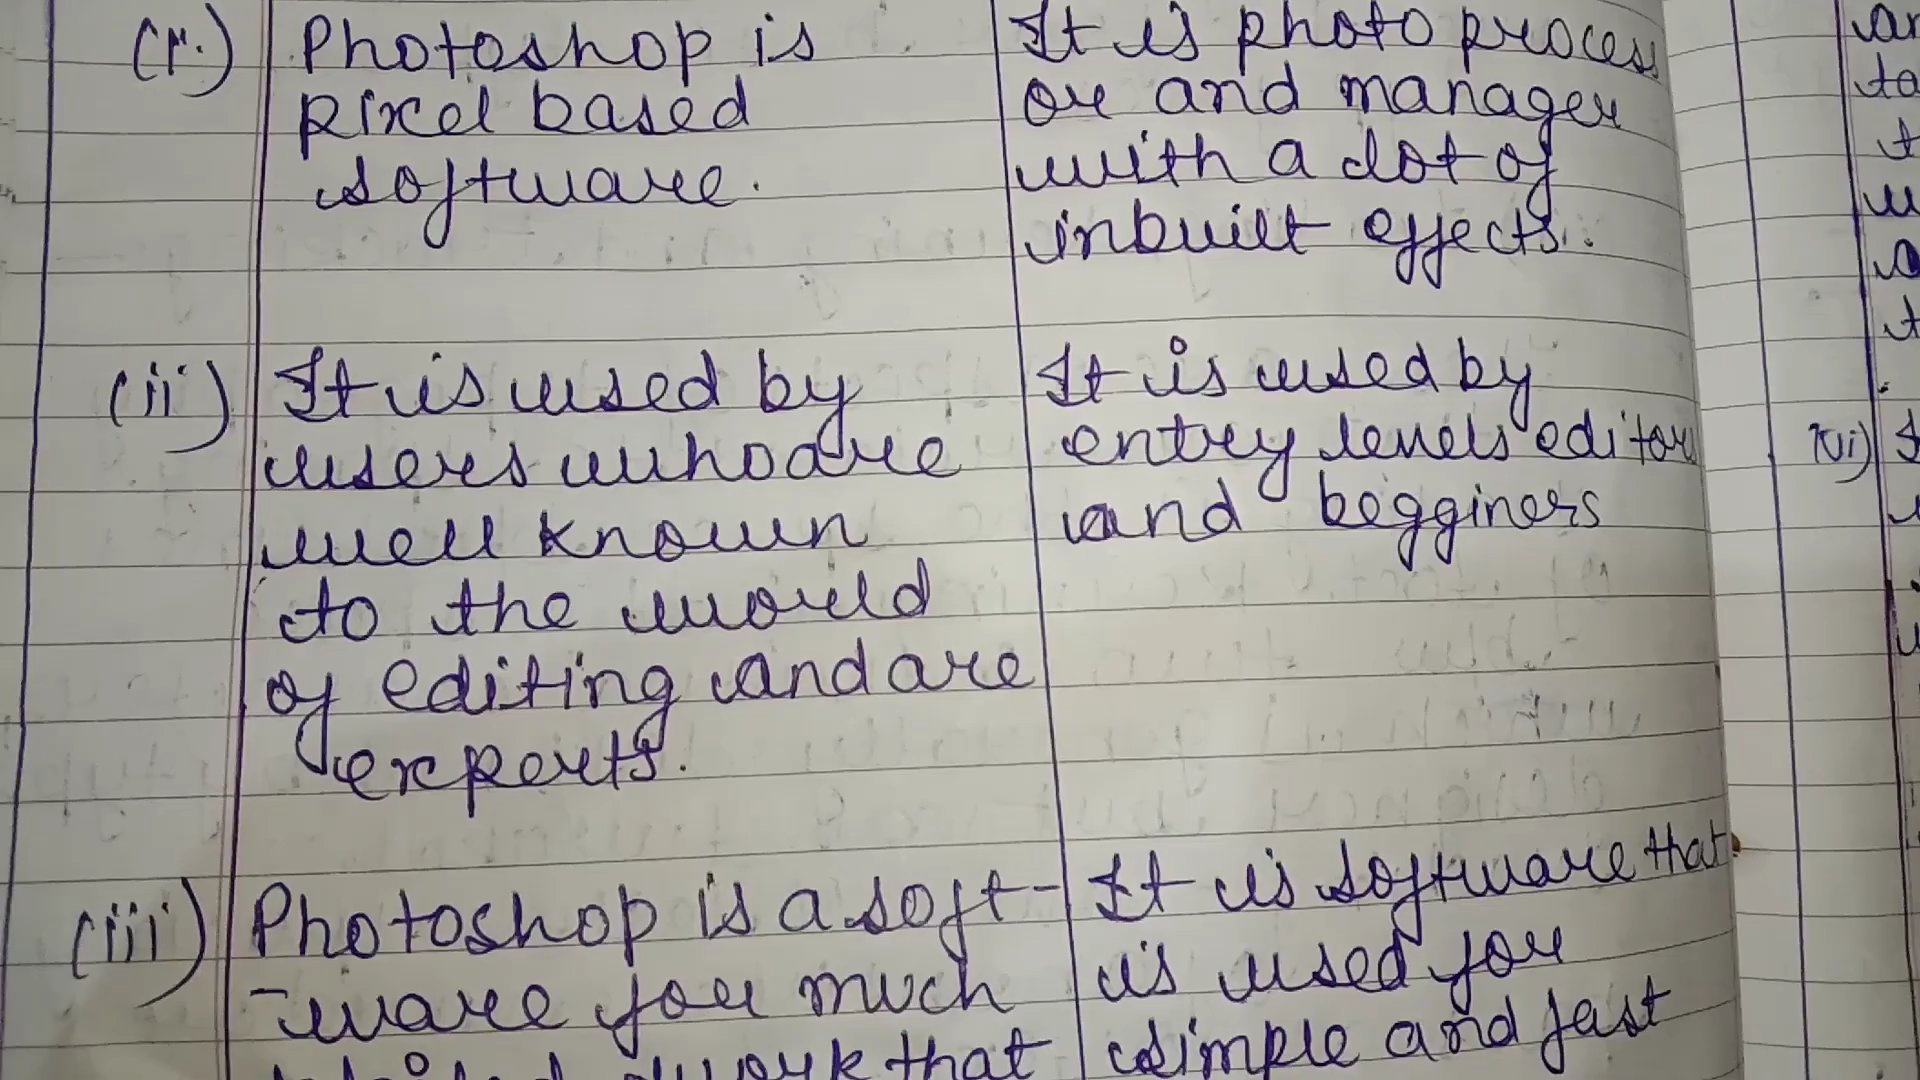 (i.) Photoshop is
pixel based
software.
It is photo process
or and manager
with a lot of
inbuilt effects.
(ii) It is used by
users who are
well known
to the world
of editing and are
experts.
It is used by
entry levels editors
and begginers
(iii) Photoshop is a soft-
-ware for much
work that
It is software that
is used for
simple and fast